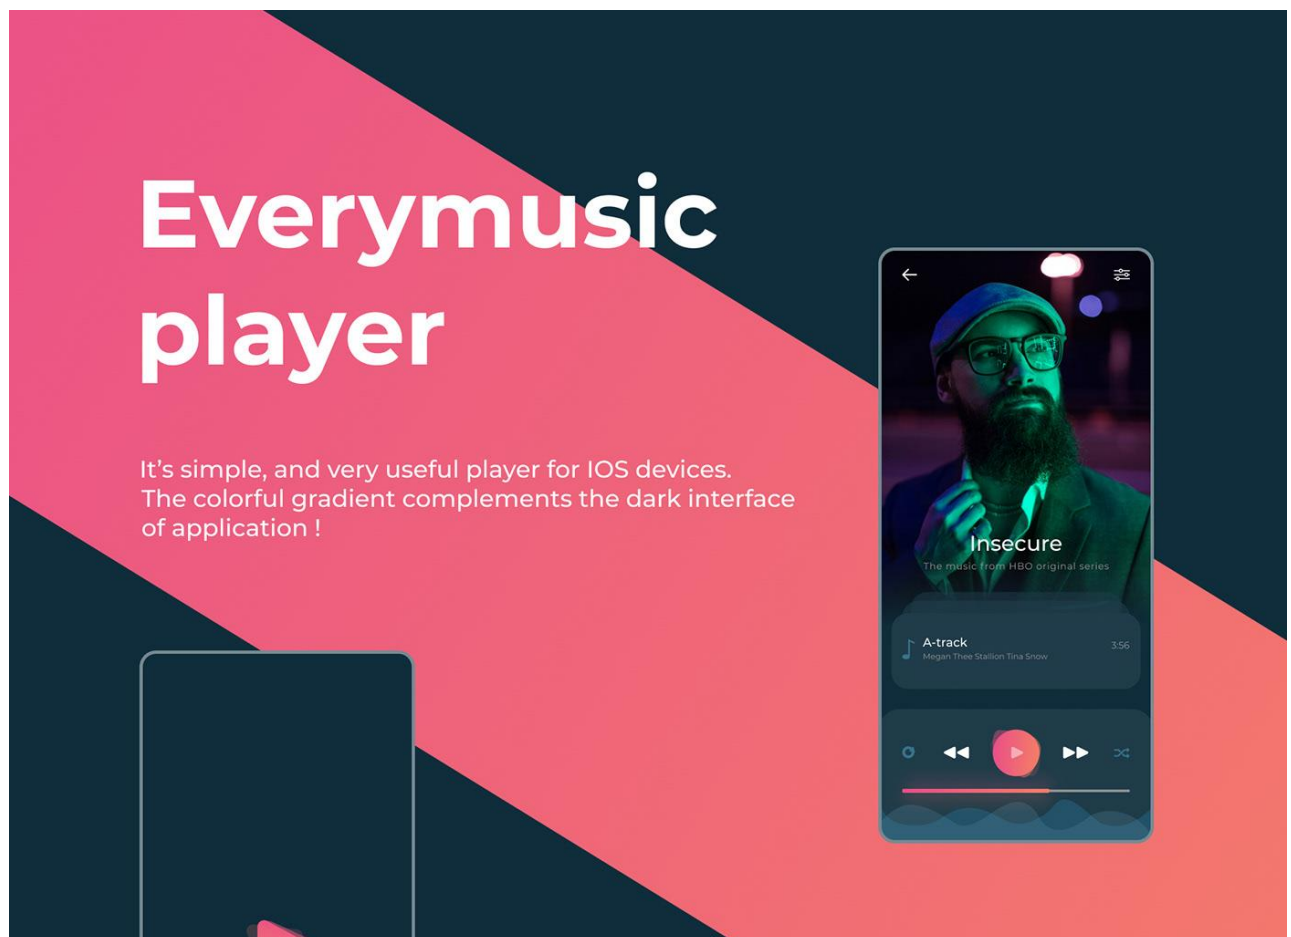 Everymusic
player
It's simple, and very useful player for IOS devices.
The colorful gradient complements the dark interface
of application !
Insecure
The music from HBO original series
A-track
3:56
Megan Thee Stallion Tina Snow